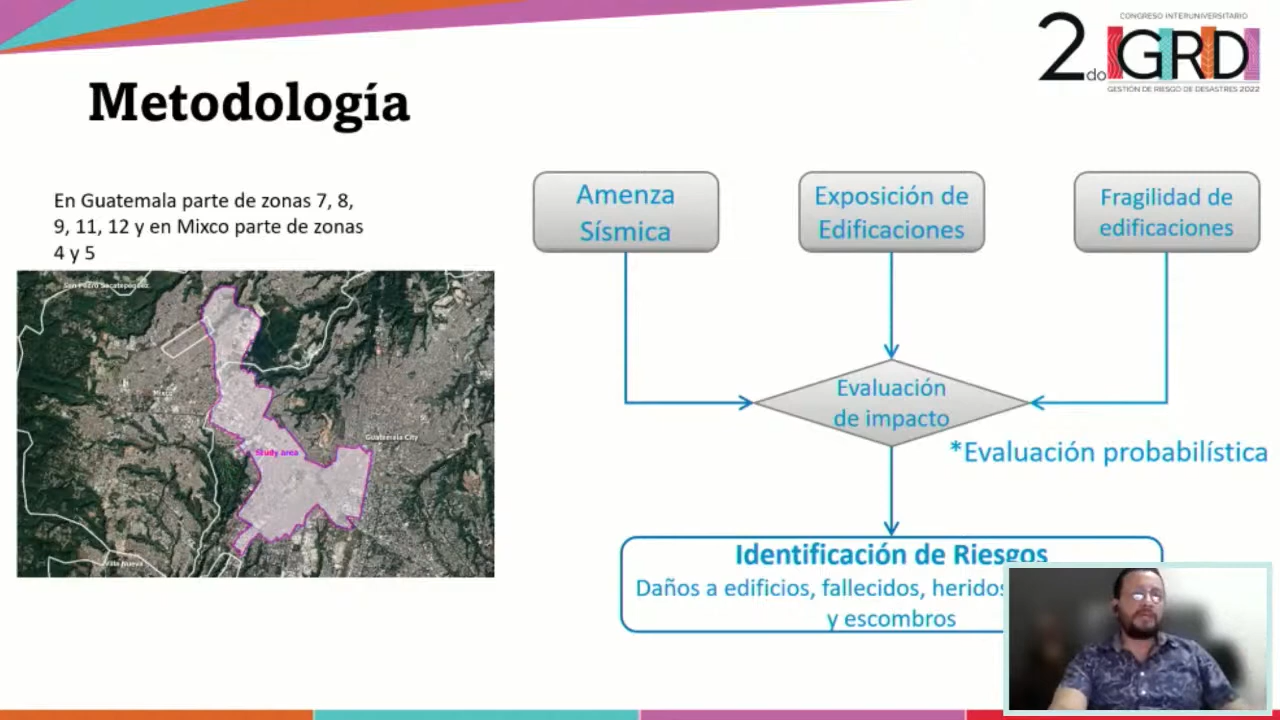 CONGRESO INTERUNIVERSITARIO
2do GRD
GESTIÓN DE RIESGO DE DESASTRES 2022
Metodología
En Guatemala parte de zonas 7, 8,
9, 11, 12 y en Mixco parte de zonas
4 y 5
San Pedro Sacatepéquez
Mixco
Guatemala City
Study area
Villa Nueva
Amenza
Sísmica
Exposición de
Edificaciones
Fragilidad de
edificaciones
Evaluación
de impacto
*Evaluación probabilística
Identificación de Riesgos
Daños a edificios, fallecidos, heridos
y escombros